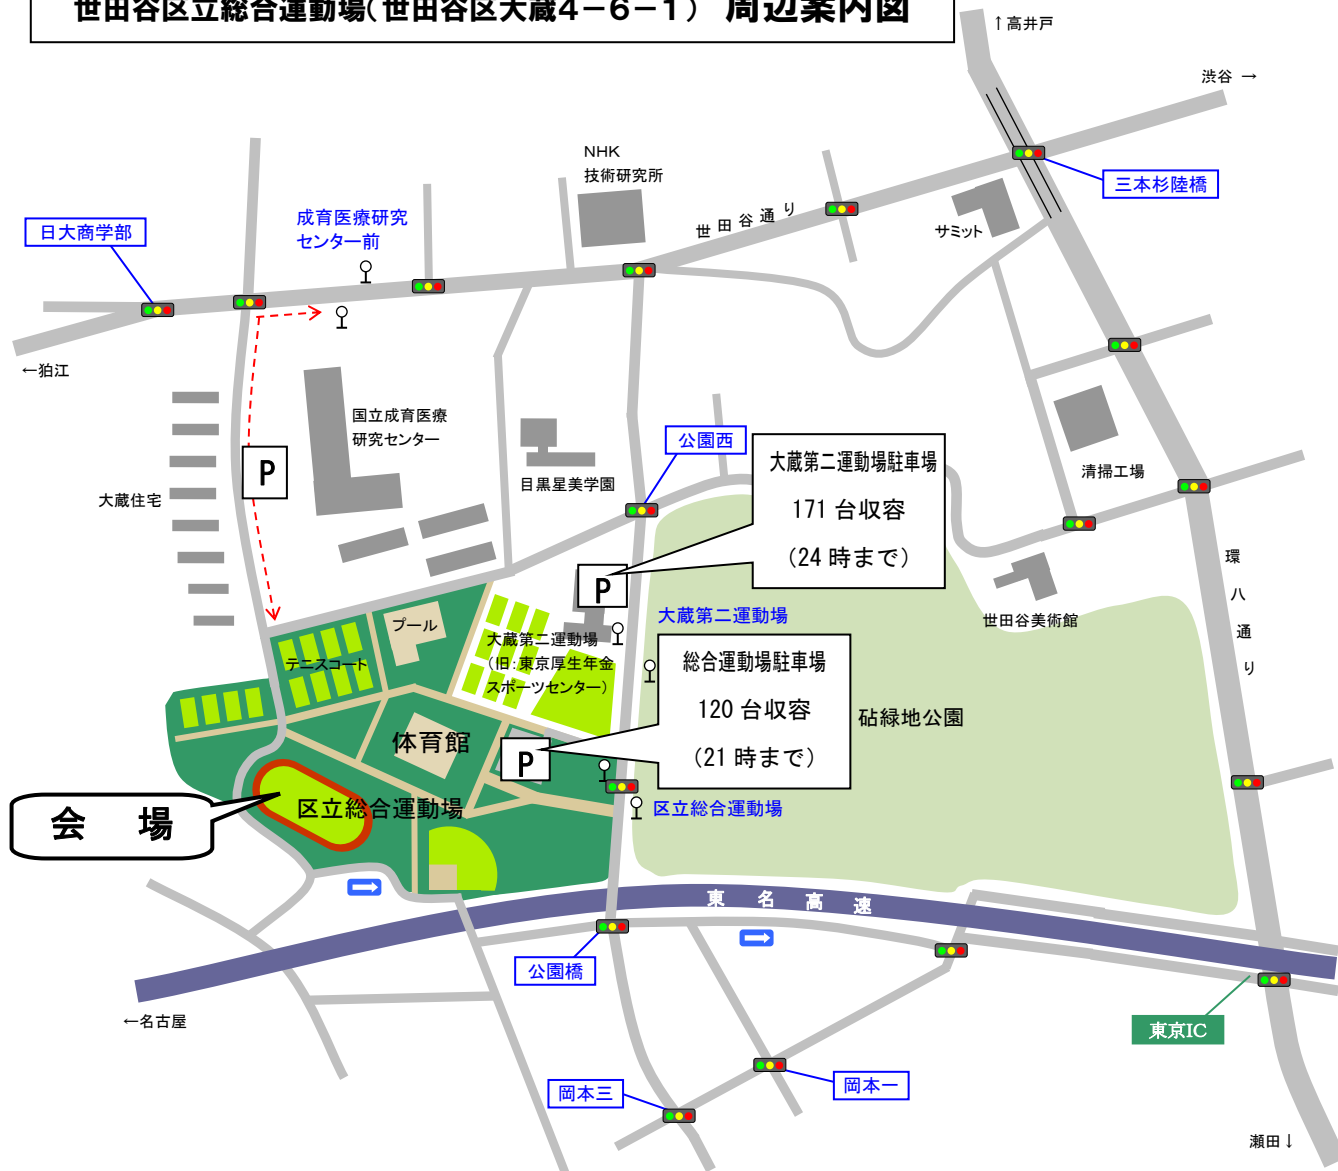 世田谷区立総合運動場(世田谷区大蔵4-6-1) 周辺案内図
↑高井戸
渋谷 →
NHK
技術研究所
三本杉陸橋
成育医療研究
センター前
日大商学部
世田谷通り
サミット
←狛江
国立成育医療
研究センター
公園西
大蔵第二運動場駐車場
171 台収容
(24 時まで)
清掃工場
P
目黒星美学園
大蔵住宅
環八通り
P
世田谷美術館
大蔵第二運動場
プール
大蔵第二運動場
(旧:東京厚生年金
スポーツセンター)
テニスコート
総合運動場駐車場
120 台収容
(21 時まで)
砧緑地公園
体育館
P
会 場
区立総合運動場
区立総合運動場
東名高速
公園橋
←名古屋
東京IC
岡本三
岡本一
瀬田↓